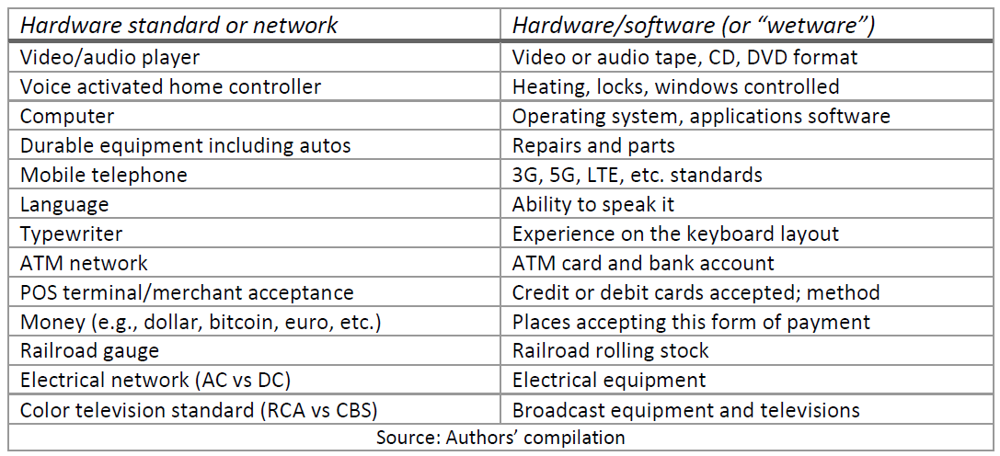 Hardware standard or network Hardware/software (or “wetware”)
Video/audio player Video or audio tape, CD, DVD format
Voice activated home controller Heating, locks, windows controlled
Computer Operating system, applications software
Durable equipment including autos Repairs and parts
Mobile telephone 3G, 5G, LTE, etc. standards
Language Ability to speak it
Typewriter Experience on the keyboard layout
ATM network ATM card and bank account
POS terminal/merchant acceptance Credit or debit cards accepted; method
Money (e.g., dollar, bitcoin, euro, etc.) Places accepting this form of payment
Railroad gauge Railroad rolling stock
Electrical network (AC vs DC) Electrical equipment
Color television standard (RCA vs CBS) Broadcast equipment and televisions
Source: Authors’ compilation